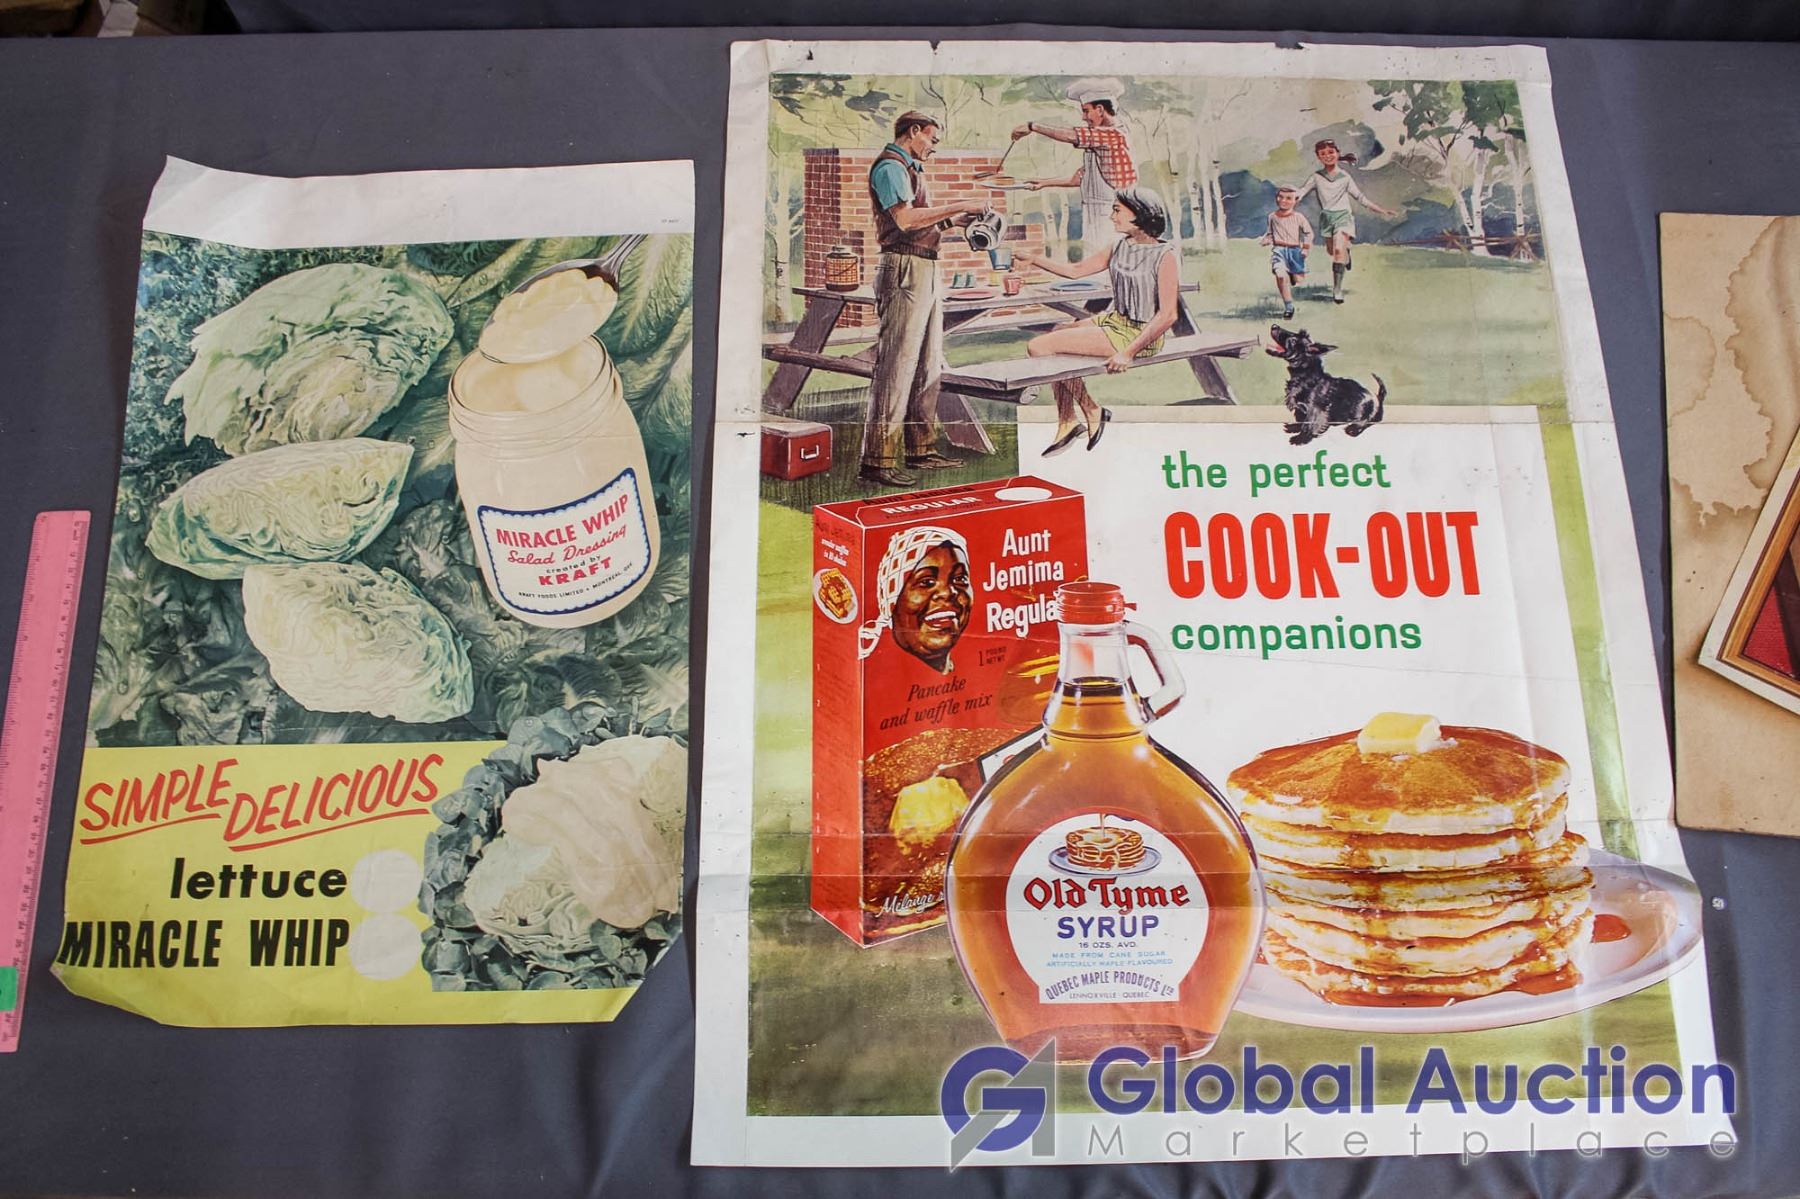 MIRACLE WHIP
Salad Dressing
created by
KRAFT
KRAFT FOODS LIMITED • MONTREAL, QUE.
SIMPLE DELICIOUS
lettuce
MIRACLE WHIP
the perfect
COOK-OUT
companions
REGULAR
Aunt
Jemima
Regula
1 POUND
NET WT.
Pancake
and waffle mix
Mélange
Old Tyme
SYRUP
16 OZS. AVD.
MADE FROM CANE SUGAR
ARTIFICIALLY MAPLE FLAVOURED
QUEBEC MAPLE PRODUCTS LTD
LENNOXVILLE · QUEBEC
Global Auction
Marketplace